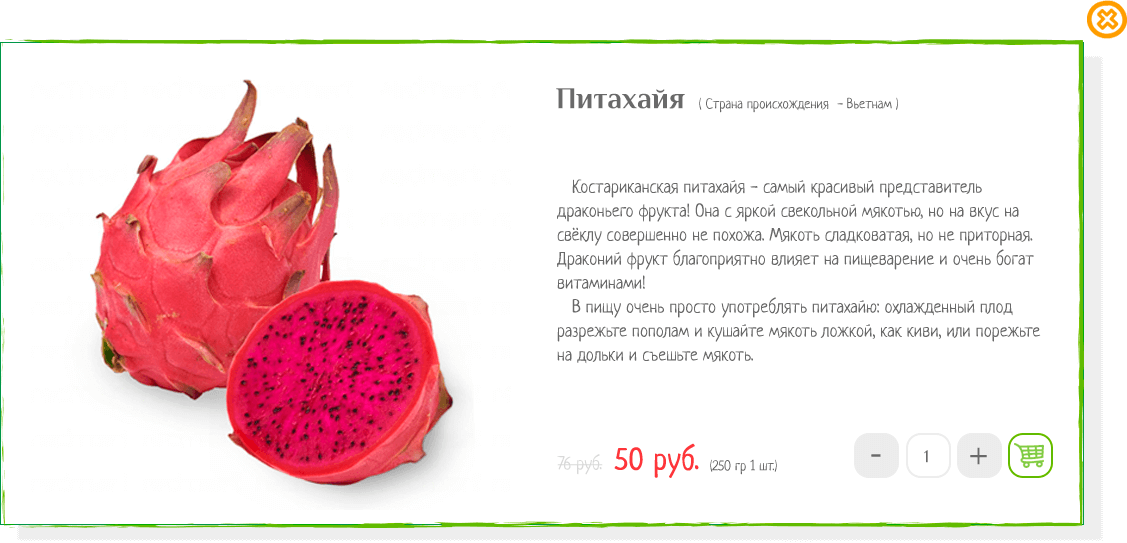 Питахайя ( Страна происхождения - Вьетнам )
Костариканская питахайя - самый красивый представитель
драконьего фрукта! Она с яркой свекольной мякотью, но на вкус на
свёклу совершенно не похожа. Мякоть сладковатая, но не приторная.
Драконий фрукт благоприятно влияет на пищеварение и очень богат
витаминами!
В пищу очень просто употреблять питахайю: охлажденный плод
разрежьте пополам и кушайте мякоть ложкой, как киви, или порежьте
на дольки и съешьте мякоть.
76 руб. 50 руб. (250 гр 1 шт.) - 1 +